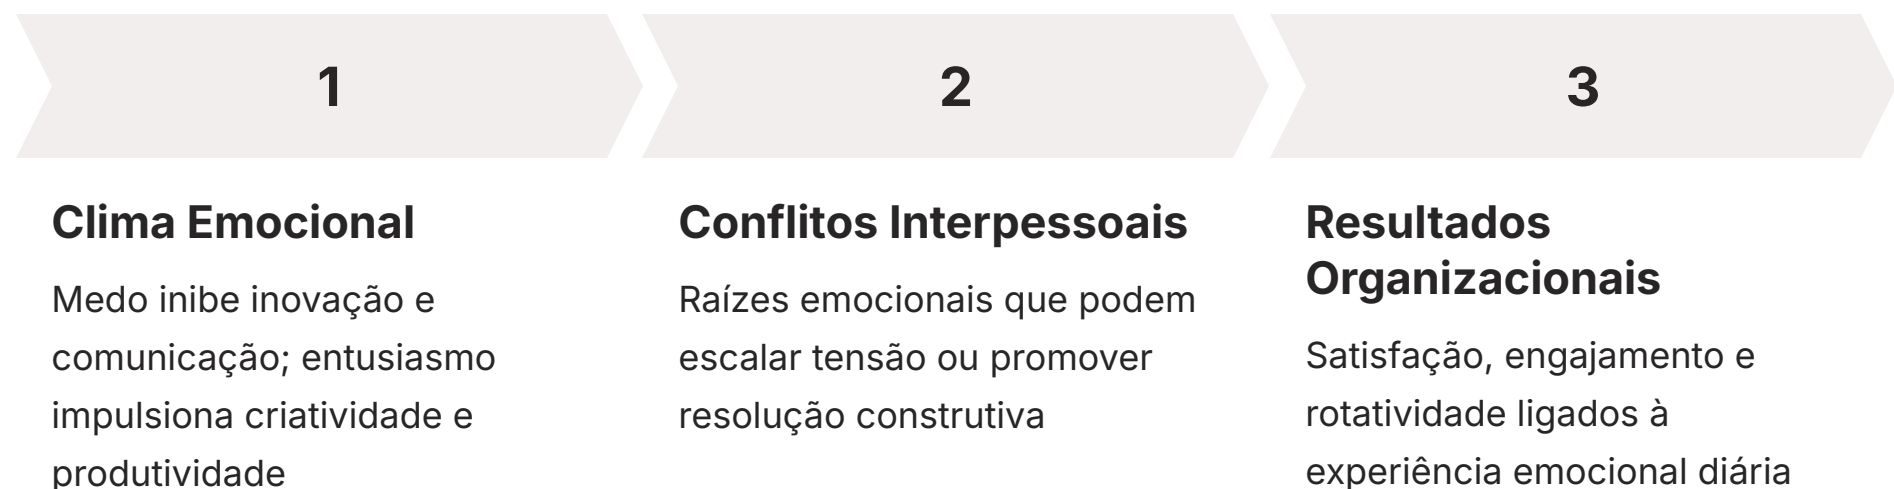 1
Clima Emocional
Medo inibe inovação e
comunicação; entusiasmo
impulsiona criatividade e
produtividade
2
Conflitos Interpessoais
Raízes emocionais que podem
escalar tensão ou promover
resolução construtiva
3
Resultados
Organizacionais
Satisfação, engajamento e
rotatividade ligados à
experiência emocional diária